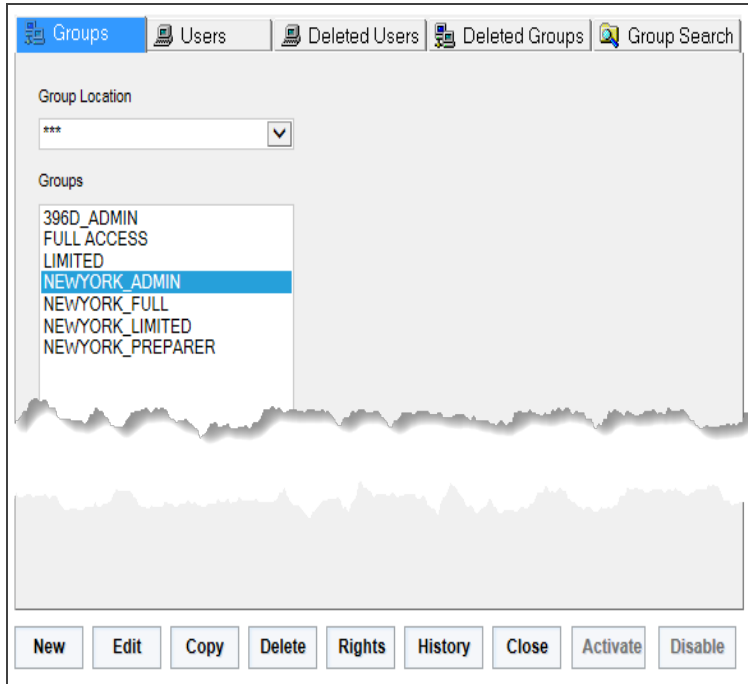 Groups Users Deleted Users Deleted Groups Group Search
Group Location
***
Groups
396D_ADMIN
FULL ACCESS
LIMITED
NEWYORK_ADMIN
NEWYORK_FULL
NEWYORK_LIMITED
NEWYORK_PREPARER
New Edit Copy Delete Rights History Close Activate Disable